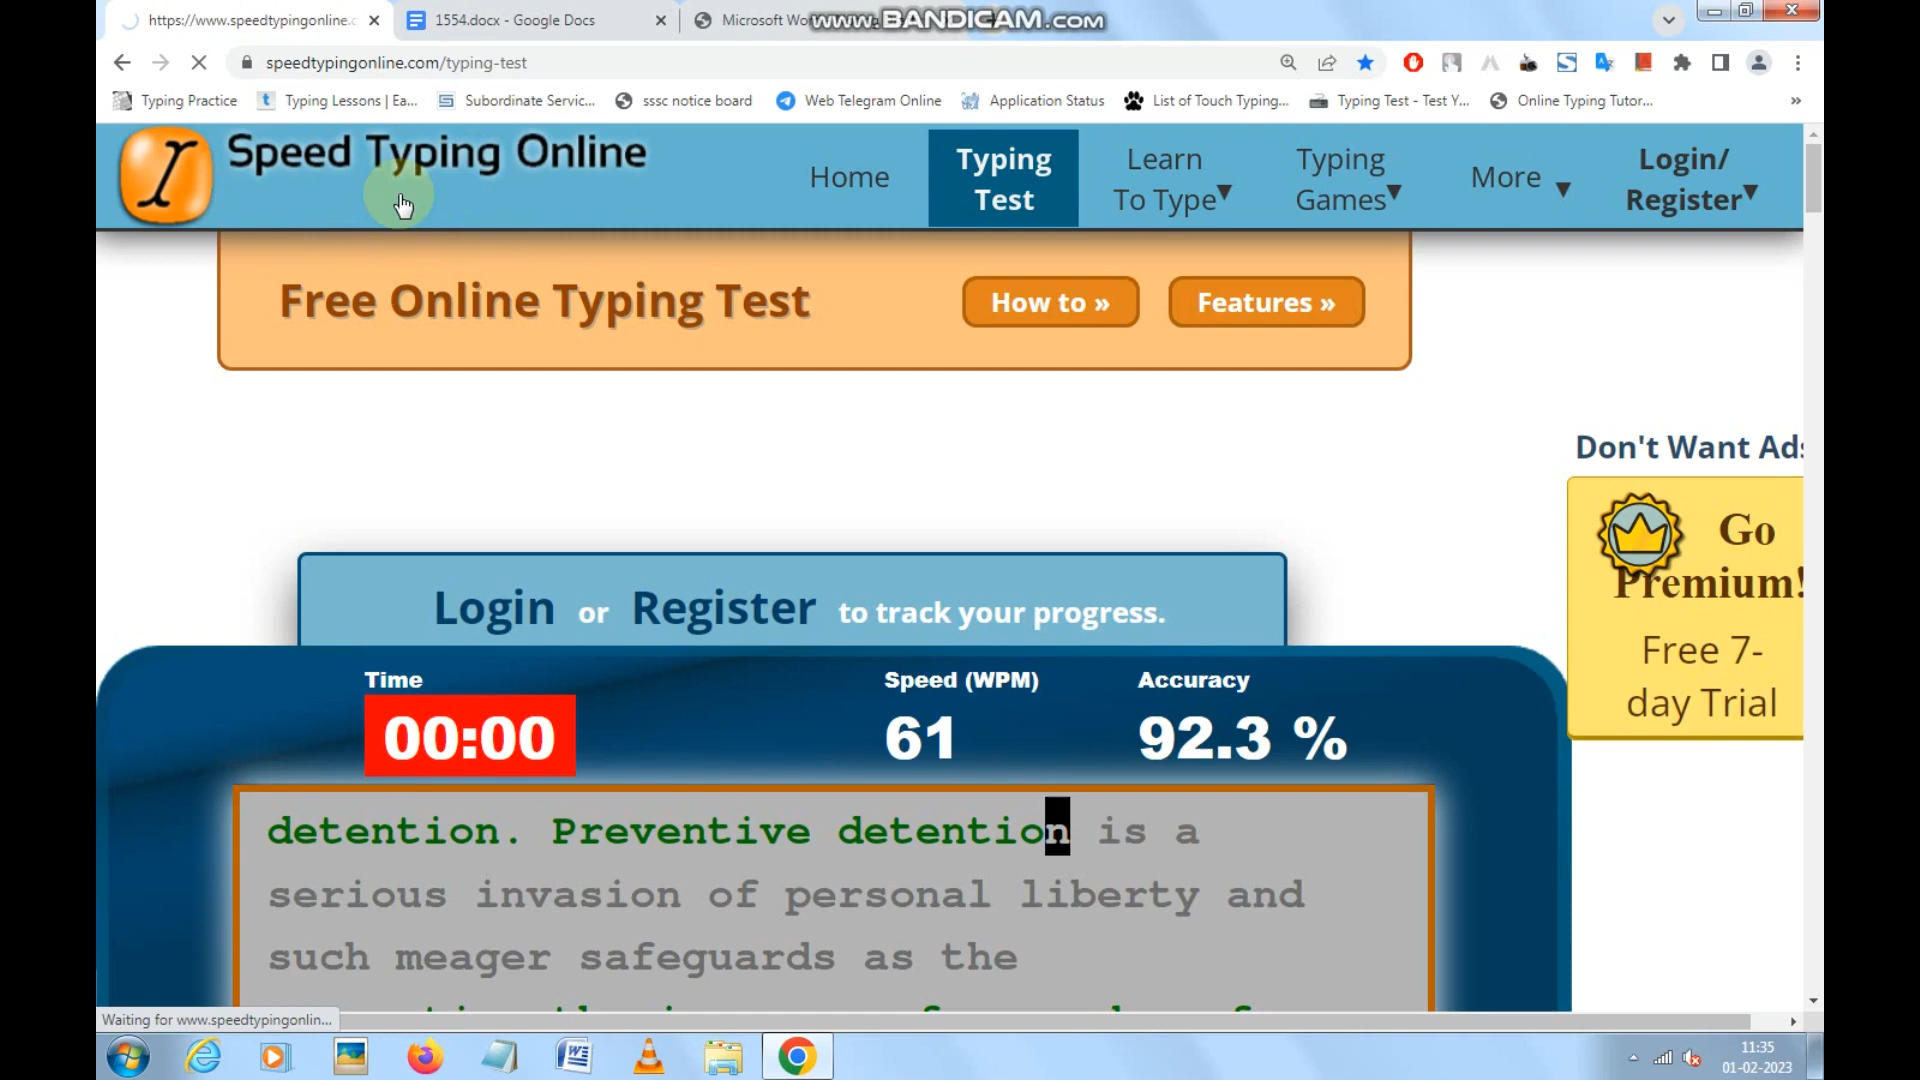 https://www.speedtypingonline.c
1554.docx - Google Docs
Microsoft Wor
www.BANDICAM.com
speedtypingonline.com/typing-test
Typing Practice
Typing Lessons | Ea...
Subordinate Servic...
sssc notice board
Web Telegram Online
Application Status
List of Touch Typing...
Typing Test - Test Y...
Online Typing Tutor...
»
Speed Typing Online
Home
Typing
Test
Learn
To Type
Typing
Games
More
Login/
Register
Free Online Typing Test
How to »
Features »
Don't Want Ads
Go
Premium!
Free 7-
day Trial
Login or Register to track your progress.
Time
Speed (WPM)
Accuracy
00:00
61
92.3 %
detention. Preventive detention is a
serious invasion of personal liberty and
such meager safeguards as the
Waiting for www.speedtypingonlin...
11:35
01-02-2023